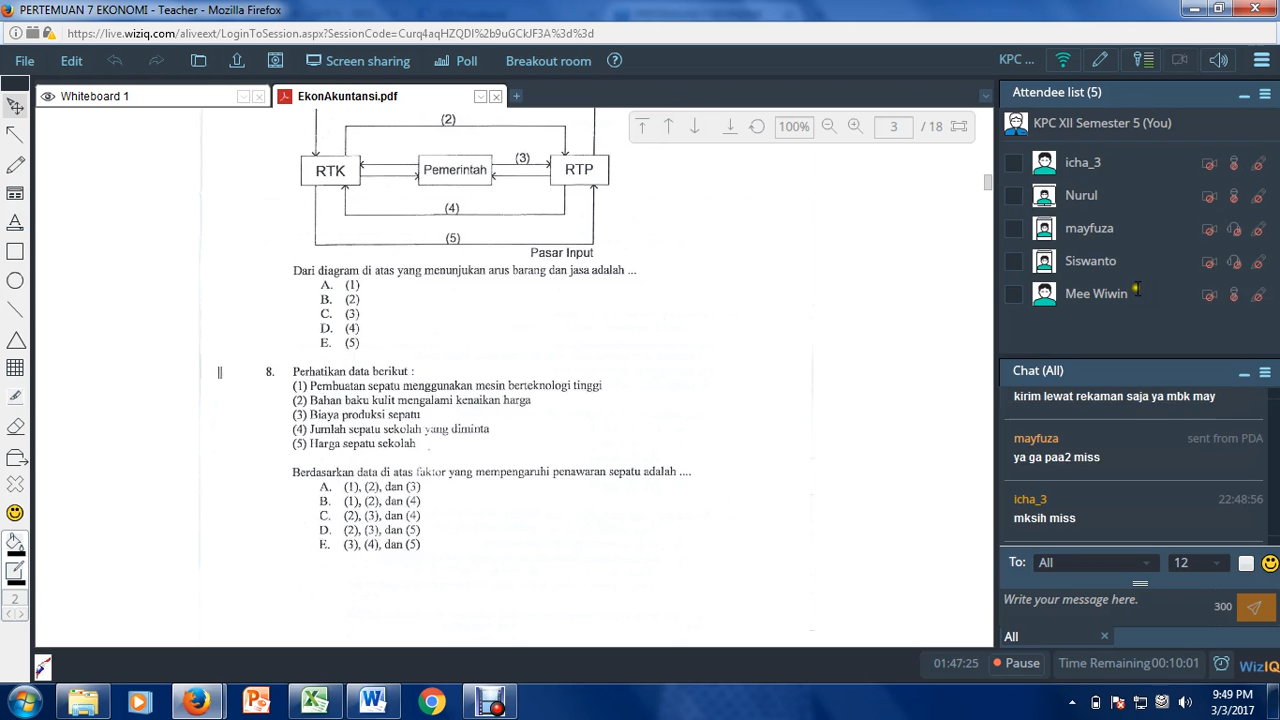 PERTEMUAN 7 EKONOMI - Teacher - Mozilla Firefox
https://live.wiziq.com/aliveext/LoginToSession.aspx?SessionCode=Curq4aqHZQDI%2b9uGCkJF3A%3d%3d
File Edit Screen sharing Poll Breakout room ? KPC ...
Whiteboard 1 EkonAkuntansi.pdf +
100% 3 / 18
(2)
RTK Pemerintah (3) RTP
(4)
(5)
Pasar Input
Dari diagram di atas yang menunjukan arus barang dan jasa adalah ...
A. (1)
B. (2)
C. (3)
D. (4)
E. (5)
8. Perhatikan data berikut :
(1) Pembuatan sepatu menggunakan mesin berteknologi tinggi
(2) Bahan baku kulit mengalami kenaikan harga
(3) Biaya produksi sepatu
(4) Jumlah sepatu sekolah yang diminta
(5) Harga sepatu sekolah
Berdasarkan data di atas faktor yang mempengaruhi penawaran sepatu adalah ....
A. (1), (2), dan (3)
B. (1), (2), dan (4)
C. (2), (3), dan (4)
D. (2), (3), dan (5)
E. (3), (4), dan (5)
2
Attendee list (5)
KPC XII Semester 5 (You)
icha_3
Nurul
mayfuza
Siswanto
Mee Wiwin
Chat (All)
kirim lewat rekaman saja ya mbk may
mayfuza sent from PDA
ya ga paa2 miss
icha_3 22:48:56
mksih miss
To: All 12
Write your message here. 300
All
01:47:25 Pause Time Remaining 00:10:01 WizIQ
9:49 PM
3/3/2017